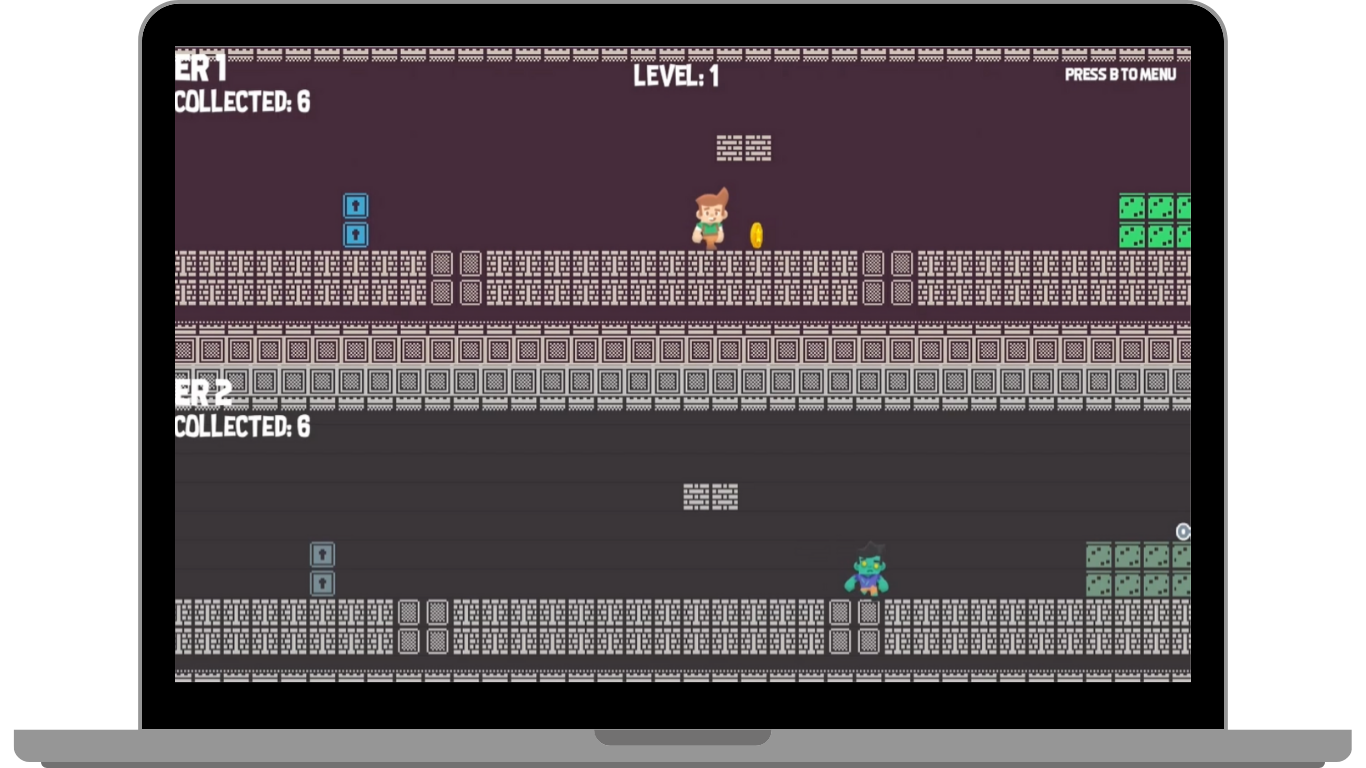 ER 1
COLLECTED: 6
LEVEL: 1
PRESS B TO MENU
ER 2
COLLECTED: 6